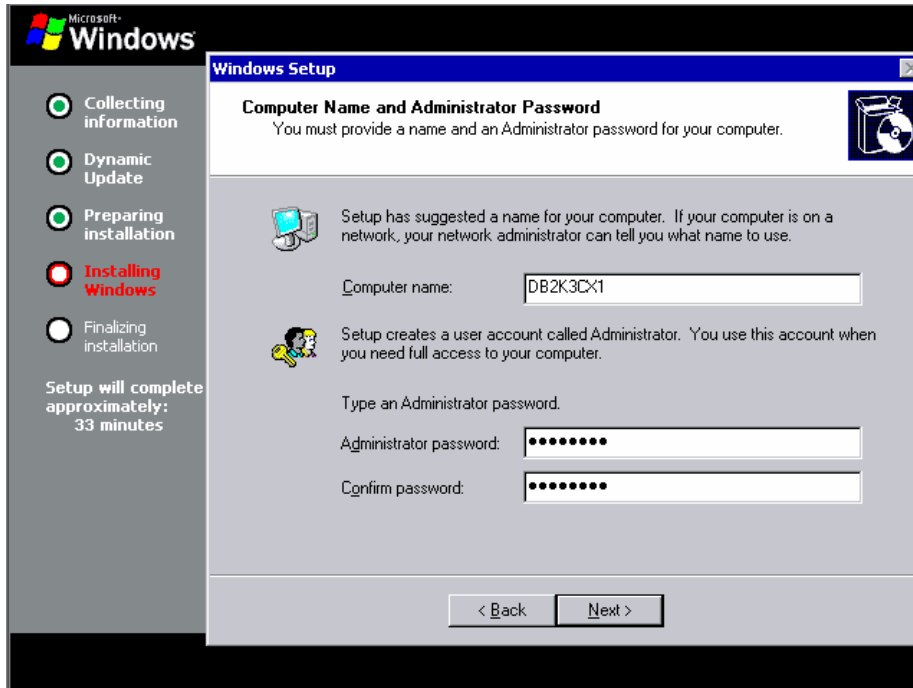 Microsoft
Windows
Windows Setup
Computer Name and Administrator Password
You must provide a name and an Administrator password for your computer.
Collecting
information
Dynamic
Update
Preparing
installation
Installing
Windows
Finalizing
installation
Setup will complete
approximately:
33 minutes
Setup has suggested a name for your computer. If your computer is on a
network, your network administrator can tell you what name to use.
Computer name: DB2K3CX1
Setup creates a user account called Administrator. You use this account when
you need full access to your computer.
Type an Administrator password.
Administrator password: ●●●●●●●●
Confirm password: ●●●●●●●●
< Back Next >